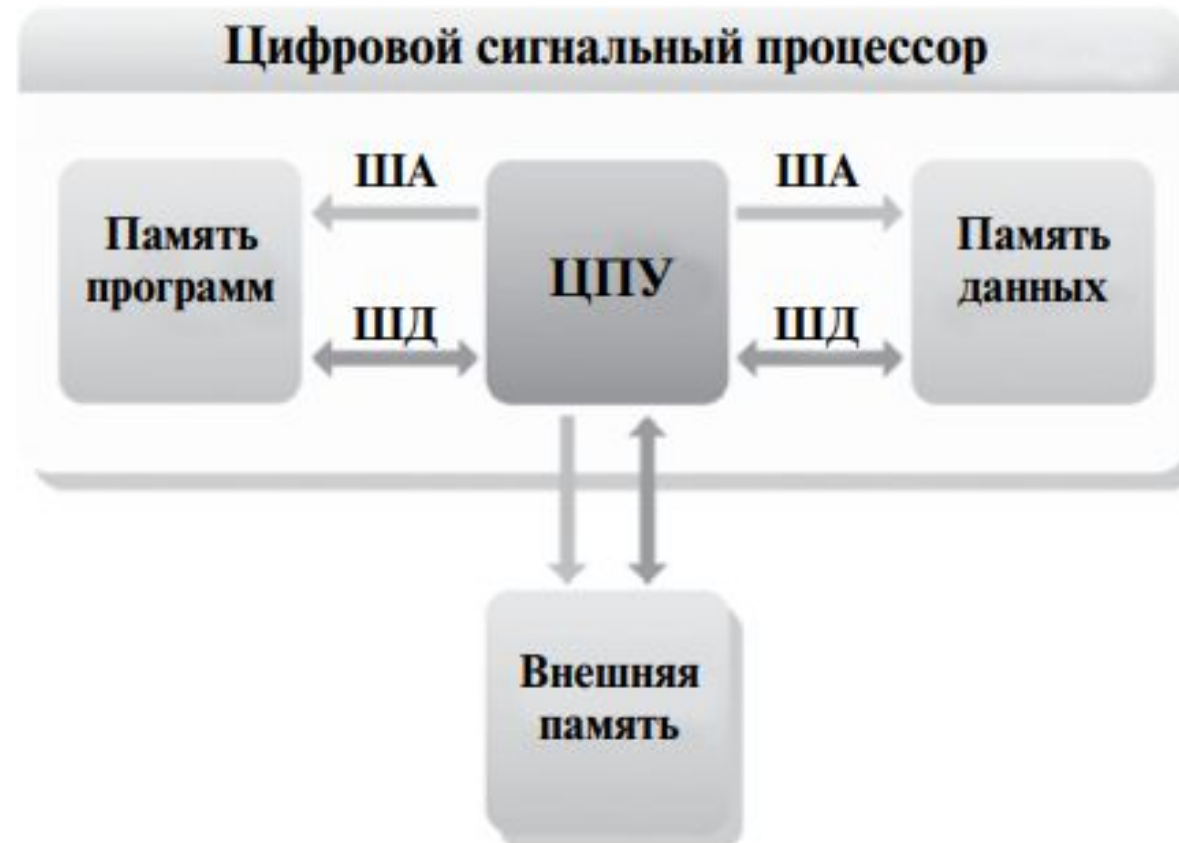 Цифровой сигнальный процессор
ША
ША
Память
программ
ЦПУ
Память
данных
ШД
ШД
Внешняя
память